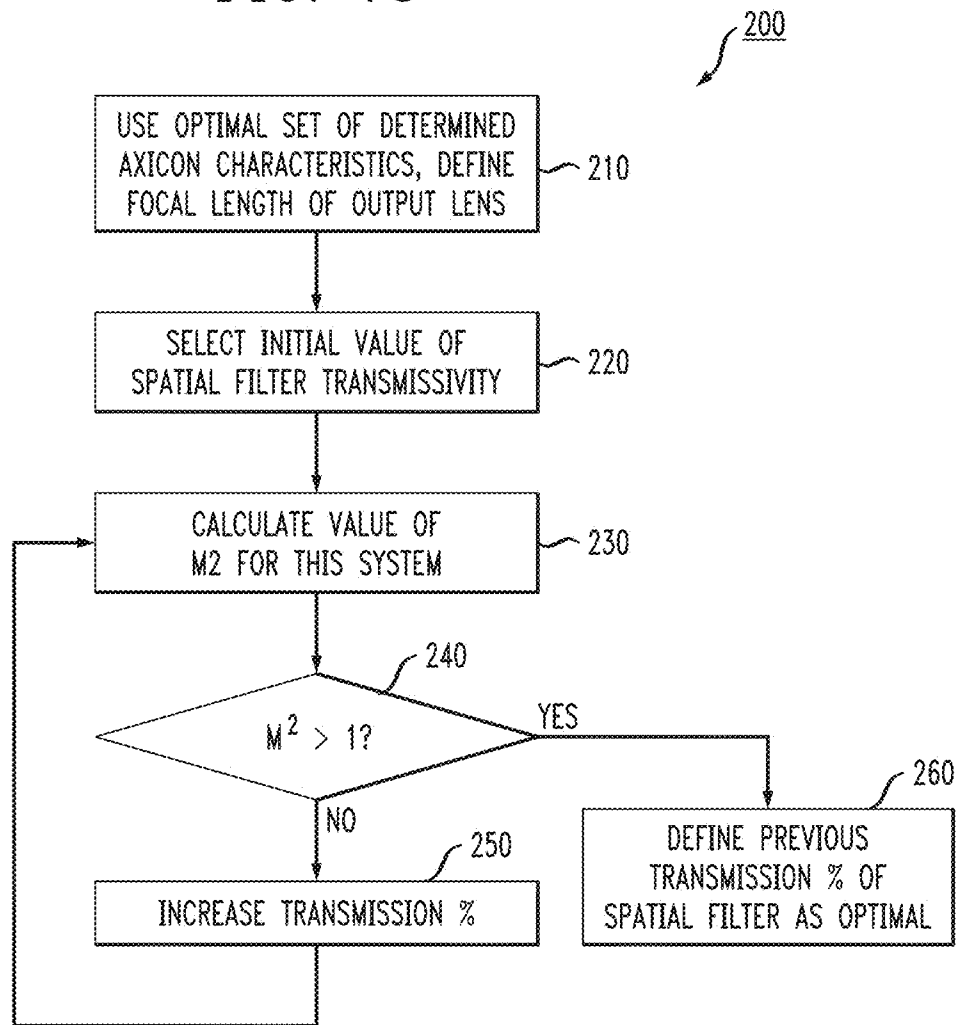 200
USE OPTIMAL SET OF DETERMINED
AXICON CHARACTERISTICS, DEFINE
FOCAL LENGTH OF OUTPUT LENS
210
SELECT INITIAL VALUE OF
SPATIAL FILTER TRANSMISSIVITY
220
CALCULATE VALUE OF
M2 FOR THIS SYSTEM
230
240
M² > 1?
YES
NO
260
DEFINE PREVIOUS
TRANSMISSION % OF
SPATIAL FILTER AS OPTIMAL
250
INCREASE TRANSMISSION %